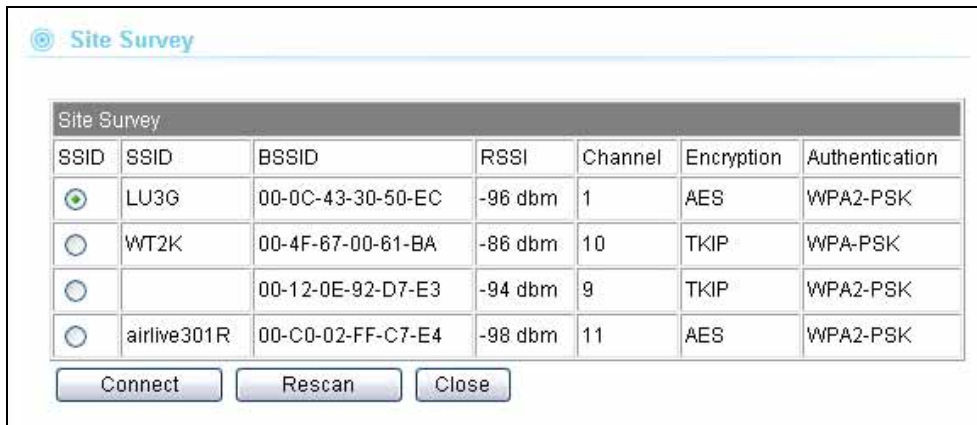 Site Survey
Site Survey
SSID SSID BSSID RSSI Channel Encryption Authentication
LU3G 00-0C-43-30-50-EC -96 dbm 1 AES WPA2-PSK
WT2K 00-4F-67-00-61-BA -86 dbm 10 TKIP WPA-PSK
00-12-0E-92-D7-E3 -94 dbm 9 TKIP WPA2-PSK
airlive301R 00-C0-02-FF-C7-E4 -98 dbm 11 AES WPA2-PSK
Connect Rescan Close